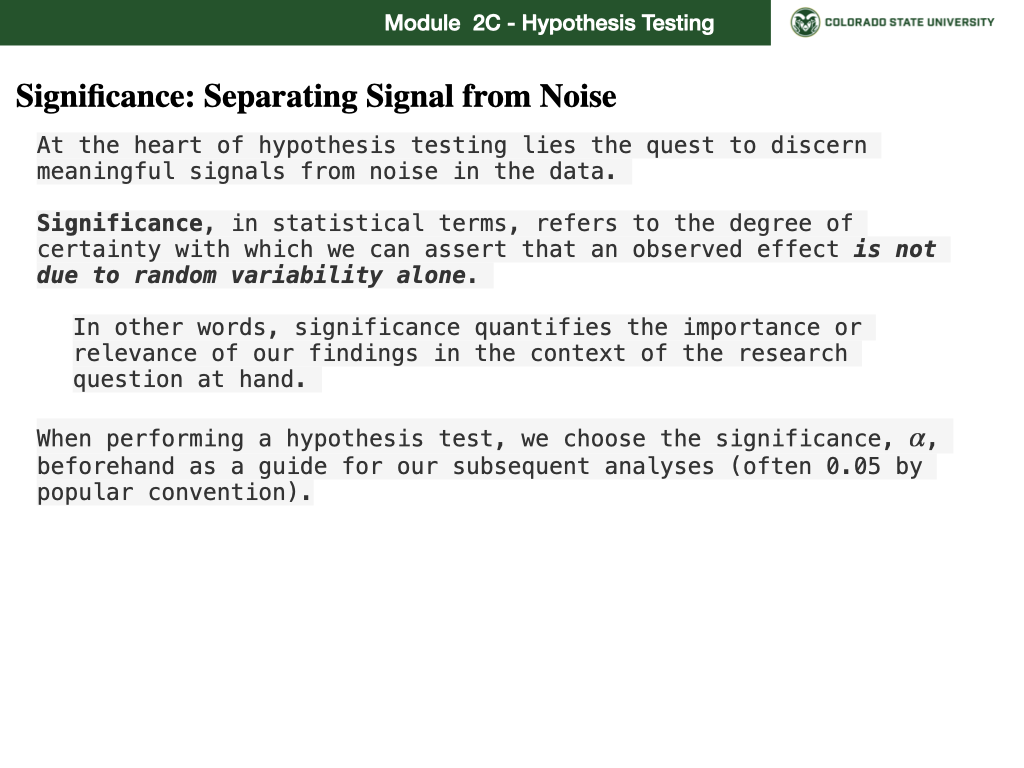 Module 2C - Hypothesis Testing
COLORADO STATE UNIVERSITY
Significance: Separating Signal from Noise
At the heart of hypothesis testing lies the quest to discern
meaningful signals from noise in the data.
Significance, in statistical terms, refers to the degree of
certainty with which we can assert that an observed effect is not
due to random variability alone.
In other words, significance quantifies the importance or
relevance of our findings in the context of the research
question at hand.
When performing a hypothesis test, we choose the significance, α,
beforehand as a guide for our subsequent analyses (often 0.05 by
popular convention).